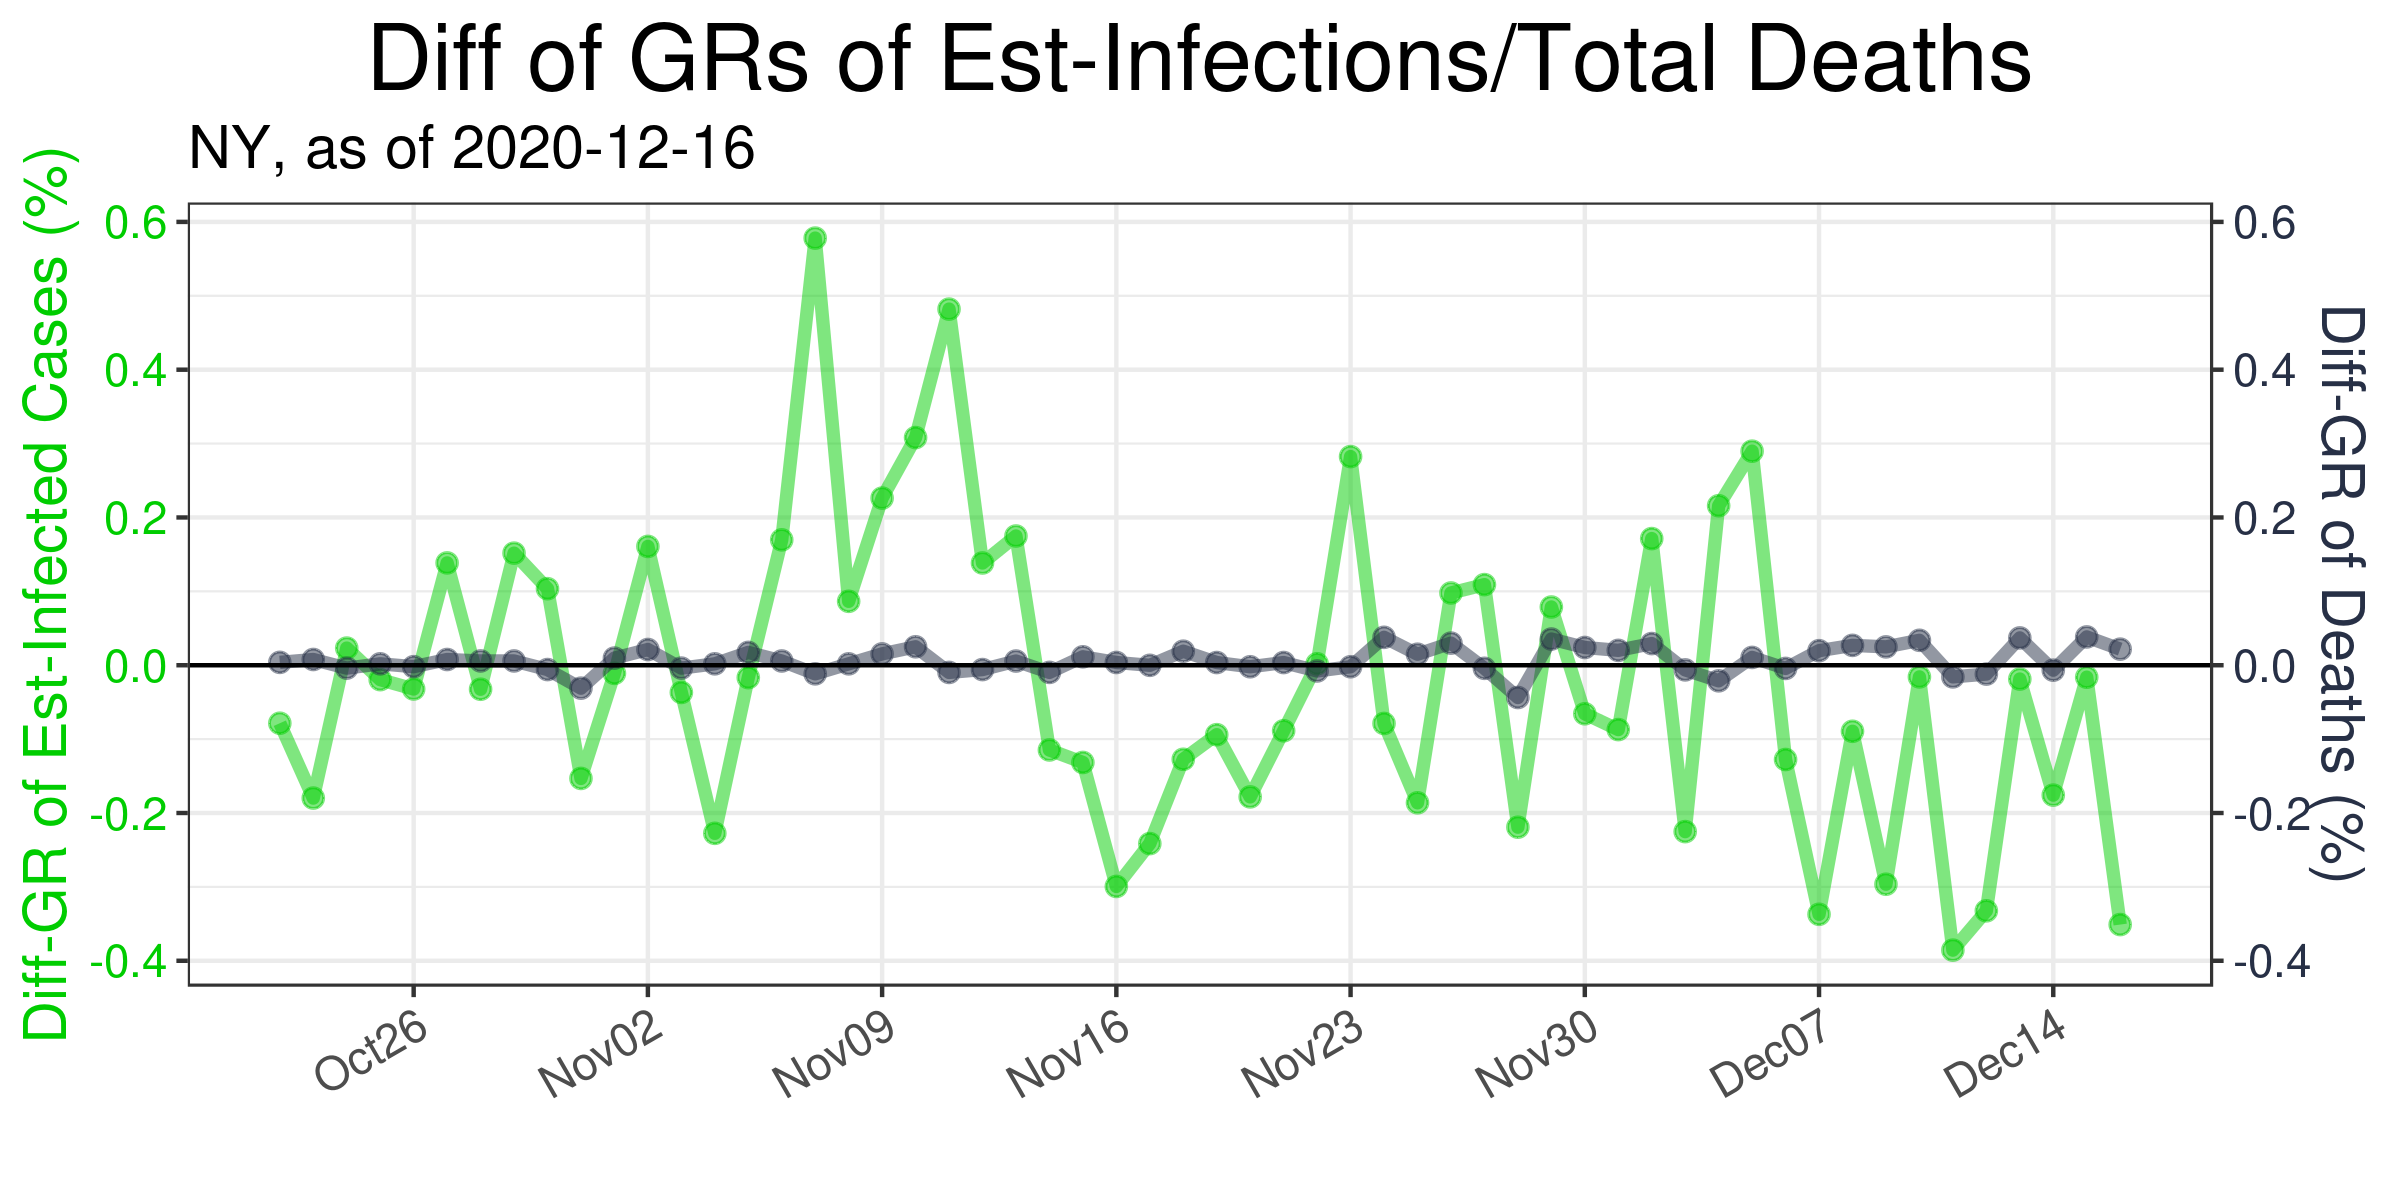 Diff of GRs of Est-Infections/Total Deaths
NY, as of 2020-12-16
Diff-GR of Est-Infected Cases (%)
0.6
0.4
0.2
0.0
-0.2
-0.4
0.6
0.4
0.2
0.0
-0.2
-0.4
Diff-GR of Deaths (%)
Oct26
Nov02
Nov09
Nov16
Nov23
Nov30
Dec07
Dec14